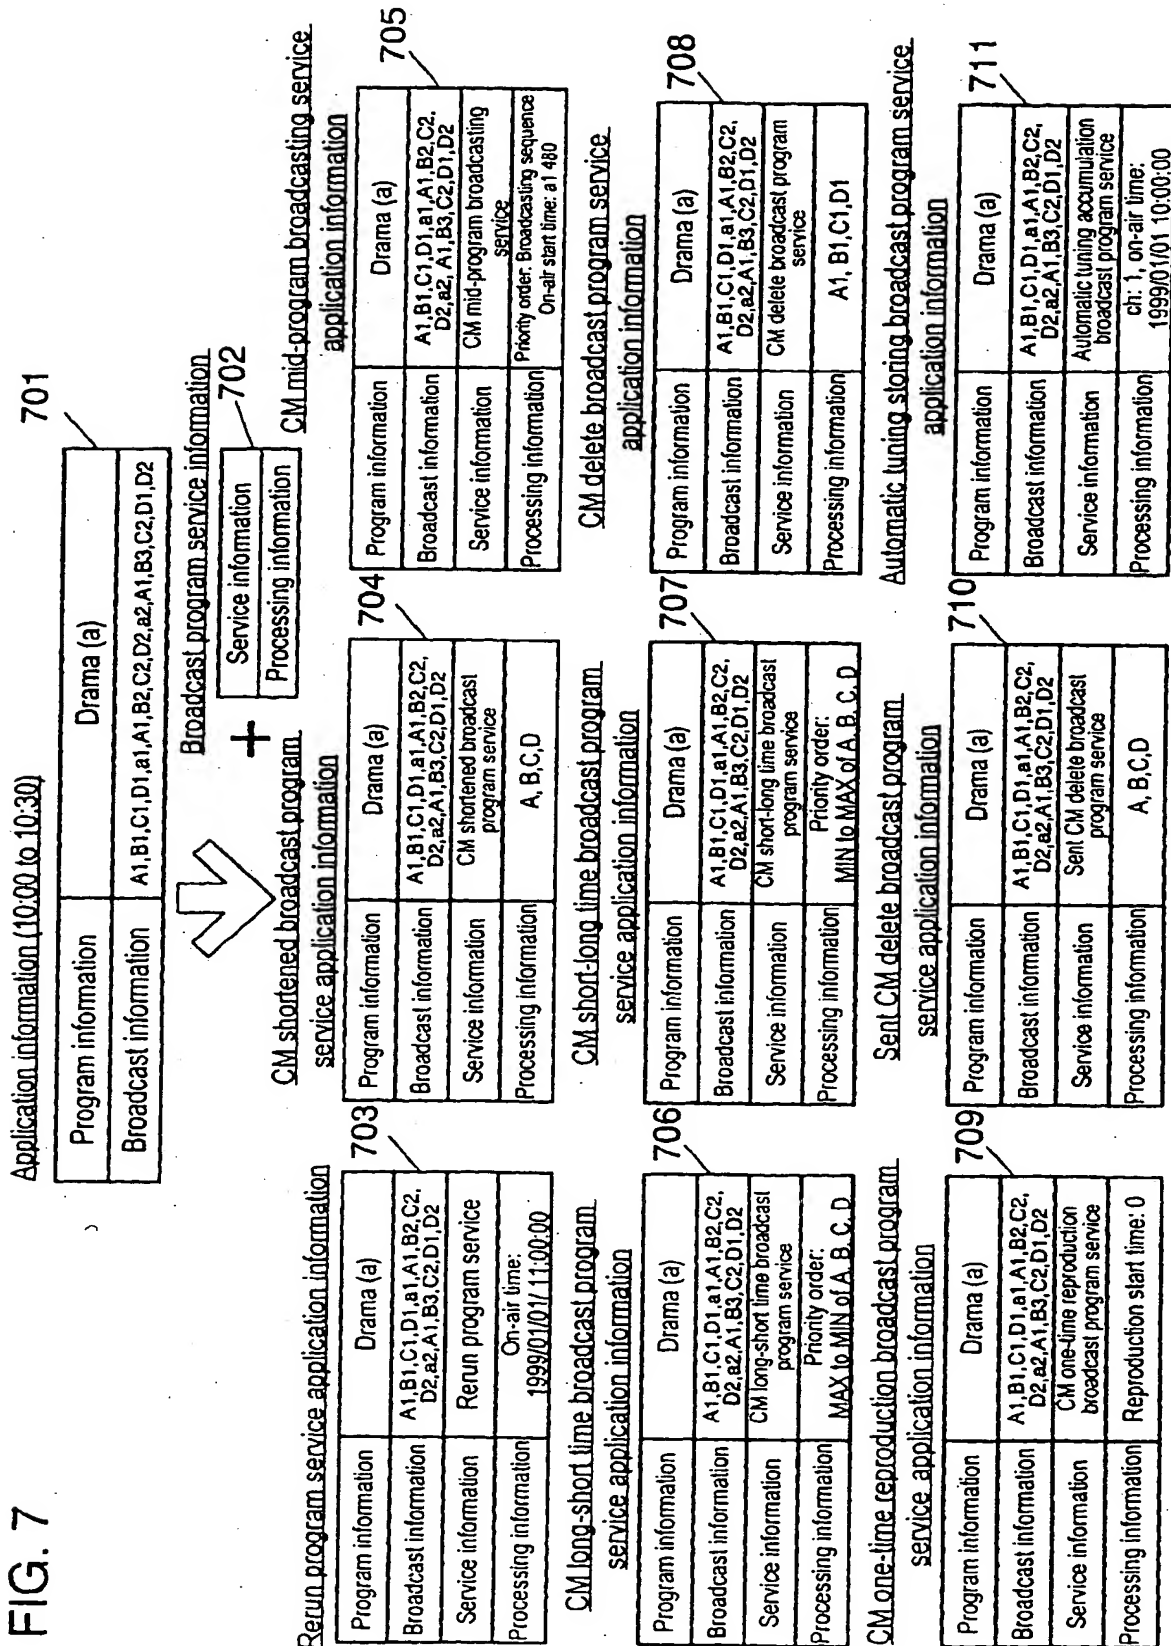 FIG. 7
Application information (10:00 to 10:30)
701
Program information
Drama (a)
Broadcast information
A1,B1,C1,D1,a1,A1,B2,C2,D2,a2,A1,B3,C2,D1,D2
Broadcast program service information
+
702
Service information
Processing information
Rerun program service application information
703
Program information
Drama (a)
Broadcast information
A1,B1,C1,D1,a1,A1,B2,C2,
D2,a2,A1,B3,C2,D1,D2
Service information
Rerun program service
Processing information
On-air time:
1999/01/01/ 11:00:00
CM shortened broadcast program
service application information
704
Program information
Drama (a)
Broadcast information
A1,B1,C1,D1,a1,A1,B2,C2,
D2,a2,A1,B3,C2,D1,D2
Service information
CM shortened broadcast
program service
Processing information
A, B,C,D
CM mid-program broadcasting service
application information
705
Program information
Drama (a)
Broadcast information
A1,B1,C1,D1,a1,A1,B2,C2,
D2,a2, A1,B3,C2,D1,D2
Service information
CM mid-program broadcasting
service
Processing information
Priority order: Broadcasting sequence
On-air start time: a1 480
CM long-short time broadcast program
service application information
706
Program information
Drama (a)
Broadcast information
A1,B1,C1,D1,a1,A1,B2,C2,
D2,a2,A1,B3,C2,D1,D2
Service information
CM long-short time broadcast
program service
Processing information
Priority order:
MAX to MIN of A, B, C, D
CM short-long time broadcast program
service application information
707
Program information
Drama (a)
Broadcast information
A1,B1,C1,D1,a1,A1,B2,C2,
D2,a2,A1,B3,C2,D1,D2
Service information
CM short-long time broadcast
program service
Processing information
Priority order:
MIN to MAX of A, B, C, D
CM delete broadcast program service
application information
708
Program information
Drama (a)
Broadcast information
A1,B1,C1,D1,a1,A1,B2,C2,
D2,a2,A1,B3,C2,D1,D2
Service information
CM delete broadcast program
service
Processing information
A1, B1,C1,D1
CM one-time reproduction broadcast program
service application information
709
Program information
Drama (a)
Broadcast information
A1,B1,C1,D1,a1,A1,B2,C2,
D2,a2,A1,B3,C2,D1,D2
Service information
CM one-time reproduction
broadcast program service
Processing information
Reproduction start time: 0
Sent CM delete broadcast program
service application information
710
Program information
Drama (a)
Broadcast information
A1,B1,C1,D1,a1,A1,B2,C2,
D2,a2,A1,B3,C2,D1,D2
Service information
Sent CM delete broadcast
program service
Processing information
A, B,C,D
Automatic tuning storing broadcast program service
application information
711
Program information
Drama (a)
Broadcast information
A1,B1,C1,D1,a1,A1,B2,C2,
D2,a2,A1,B3,C2,D1,D2
Service information
Automatic tuning accumulation
broadcast program service
Processing information
ch: 1, on-air time:
1999/01/01 10:00:00